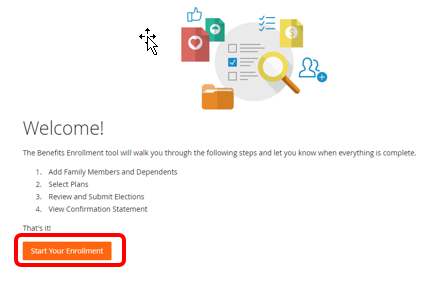 Welcome!
The Benefits Enrollment tool will walk you through the following steps and let you know when everything is complete.
1. Add Family Members and Dependents
2. Select Plans
3. Review and Submit Elections
4. View Confirmation Statement
That's it!
Start Your Enrollment